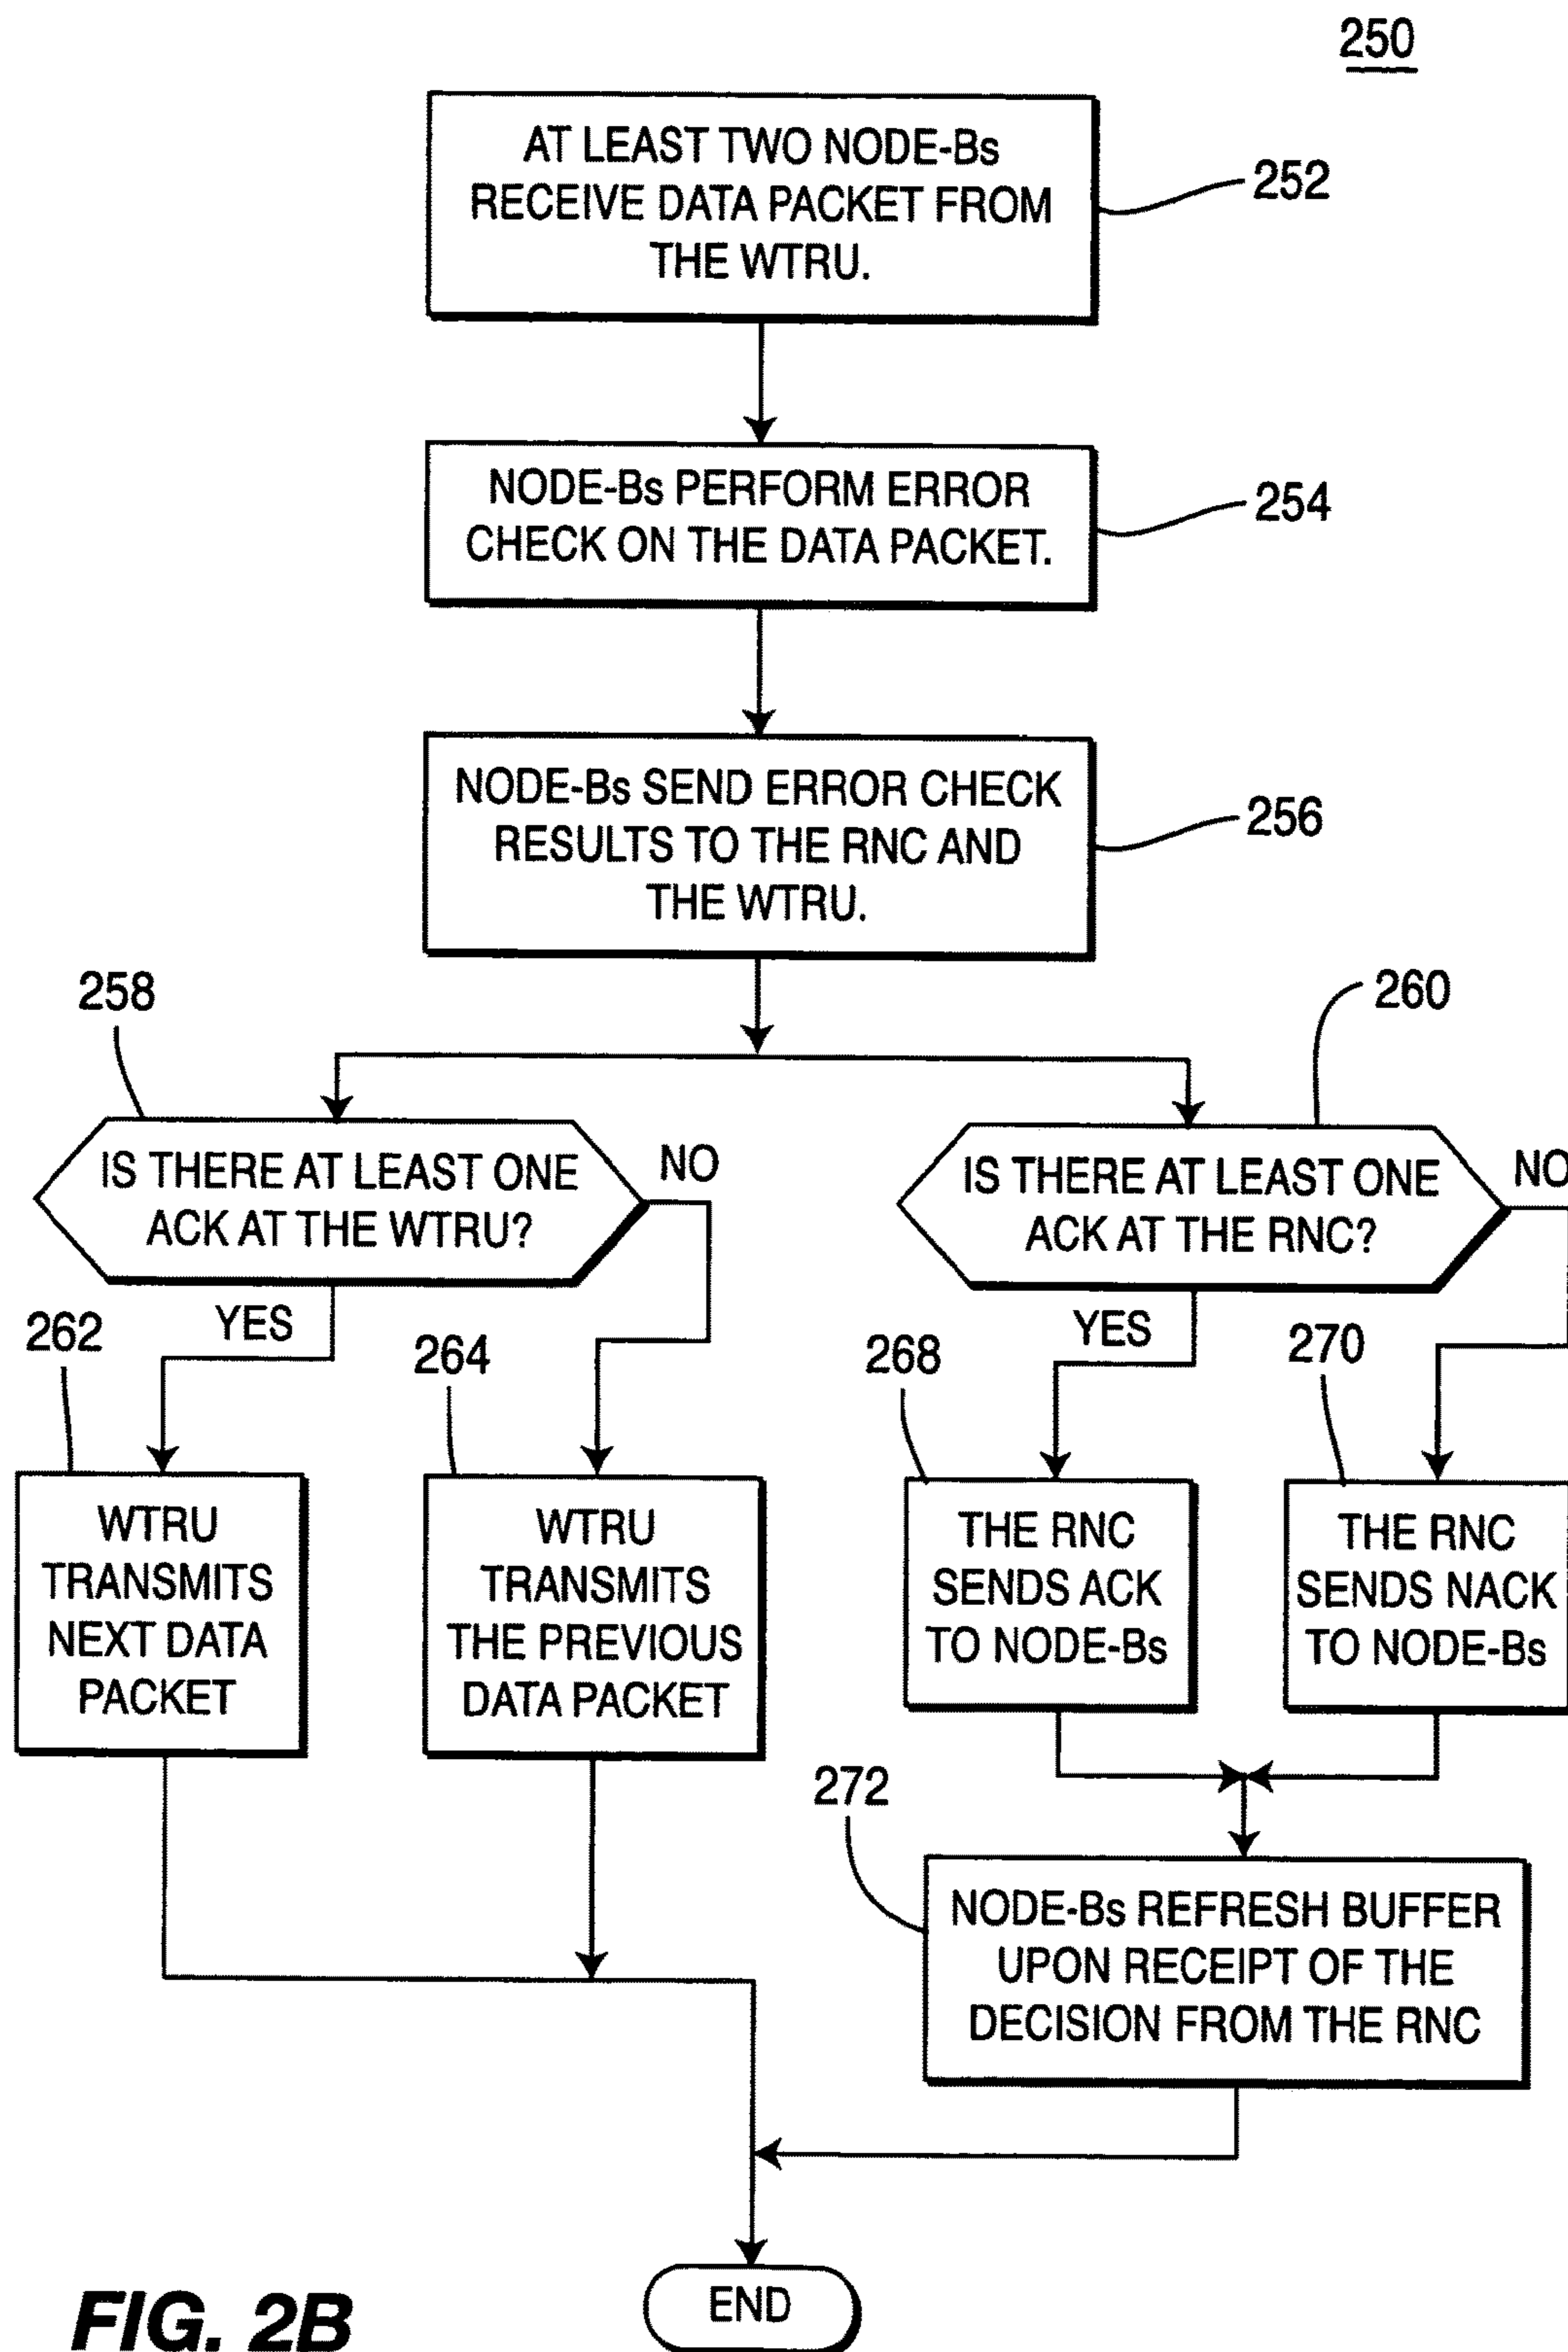 250
AT LEAST TWO NODE-Bs
RECEIVE DATA PACKET FROM
THE WTRU.
252
NODE-Bs PERFORM ERROR
CHECK ON THE DATA PACKET.
254
NODE-Bs SEND ERROR CHECK
RESULTS TO THE RNC AND
THE WTRU.
256
258
IS THERE AT LEAST ONE
ACK AT THE WTRU?
NO
YES
260
IS THERE AT LEAST ONE
ACK AT THE RNC?
NO
YES
262
WTRU
TRANSMITS
NEXT DATA
PACKET
264
WTRU
TRANSMITS
THE PREVIOUS
DATA PACKET
268
THE RNC
SENDS ACK
TO NODE-Bs
270
THE RNC
SENDS NACK
TO NODE-Bs
272
NODE-Bs REFRESH BUFFER
UPON RECEIPT OF THE
DECISION FROM THE RNC
END
FIG. 2B